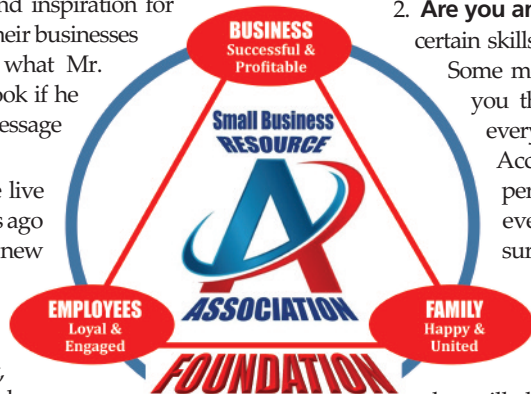 nd inspiration for
heir businesses
what Mr.
ook if he
essage
e live
s ago
new
2. Are you a
certain skills
Some m
you th
every
Acc
per
eve
sur
BUSINESS
Successful &
Profitable
Small Business
RESOURCE
A
ASSOCIATION
EMPLOYEES
Loyal &
Engaged
FAMILY
Happy &
United
FOUNDATION